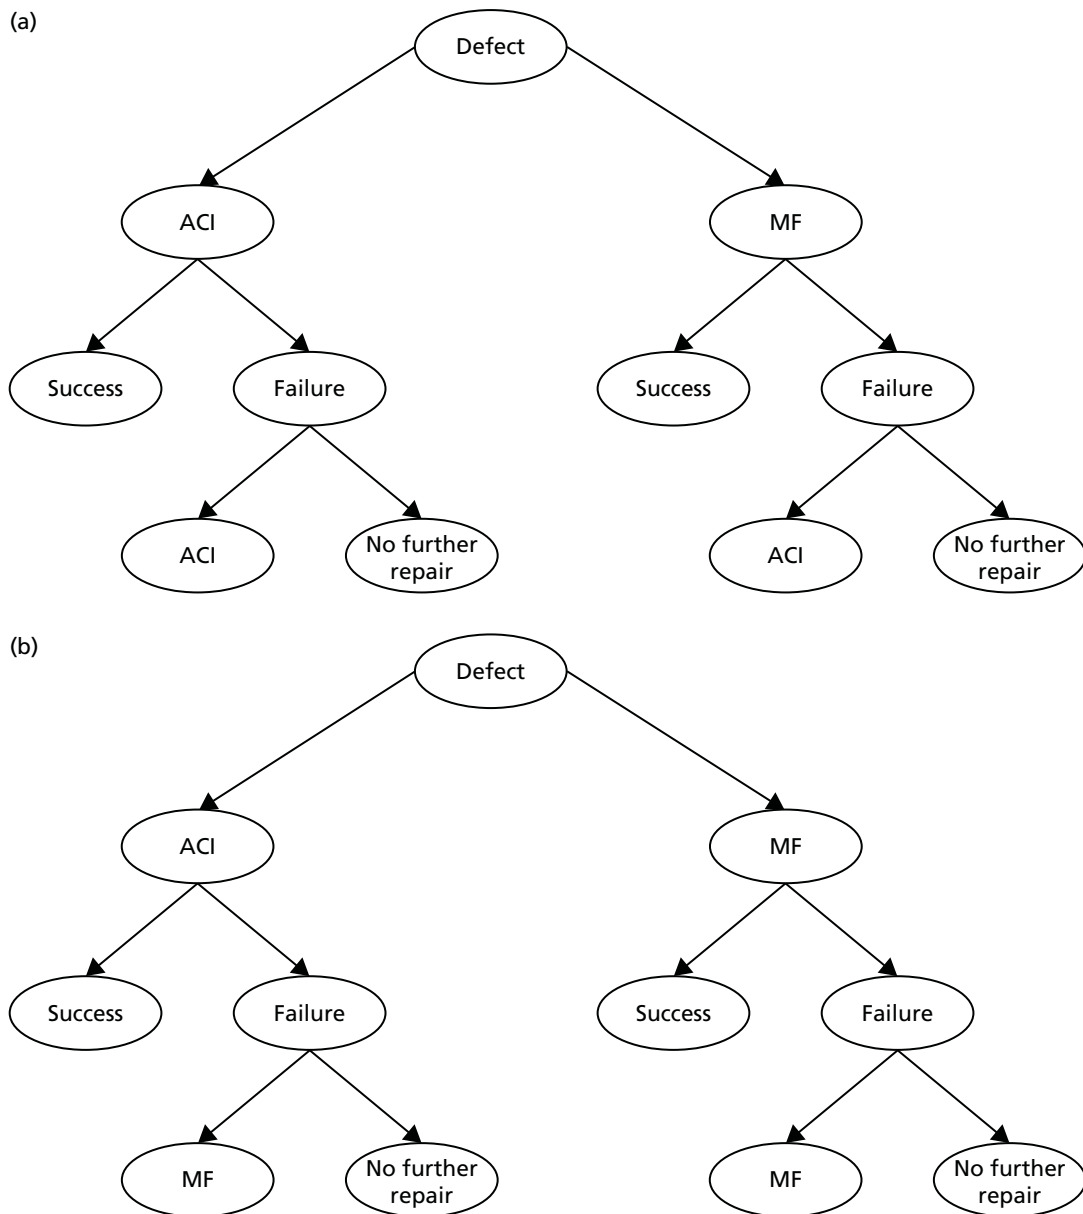 (a)
Defect
ACI
MF
Success
Failure
Success
Failure
ACI
No further
repair
ACI
No further
repair
(b)
Defect
ACI
MF
Success
Failure
Success
Failure
MF
No further
repair
MF
No further
repair